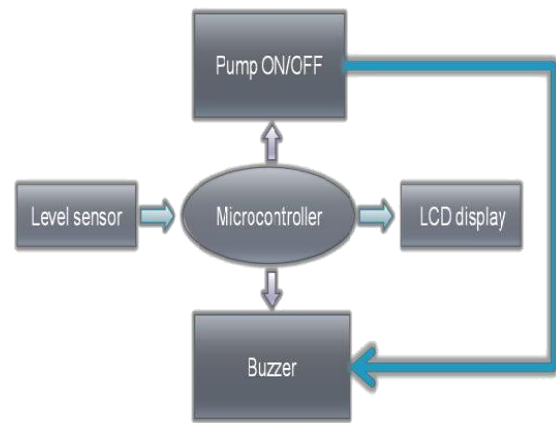 Pump ON/OFF
Level sensor
Microcontroller
LCD display
Buzzer